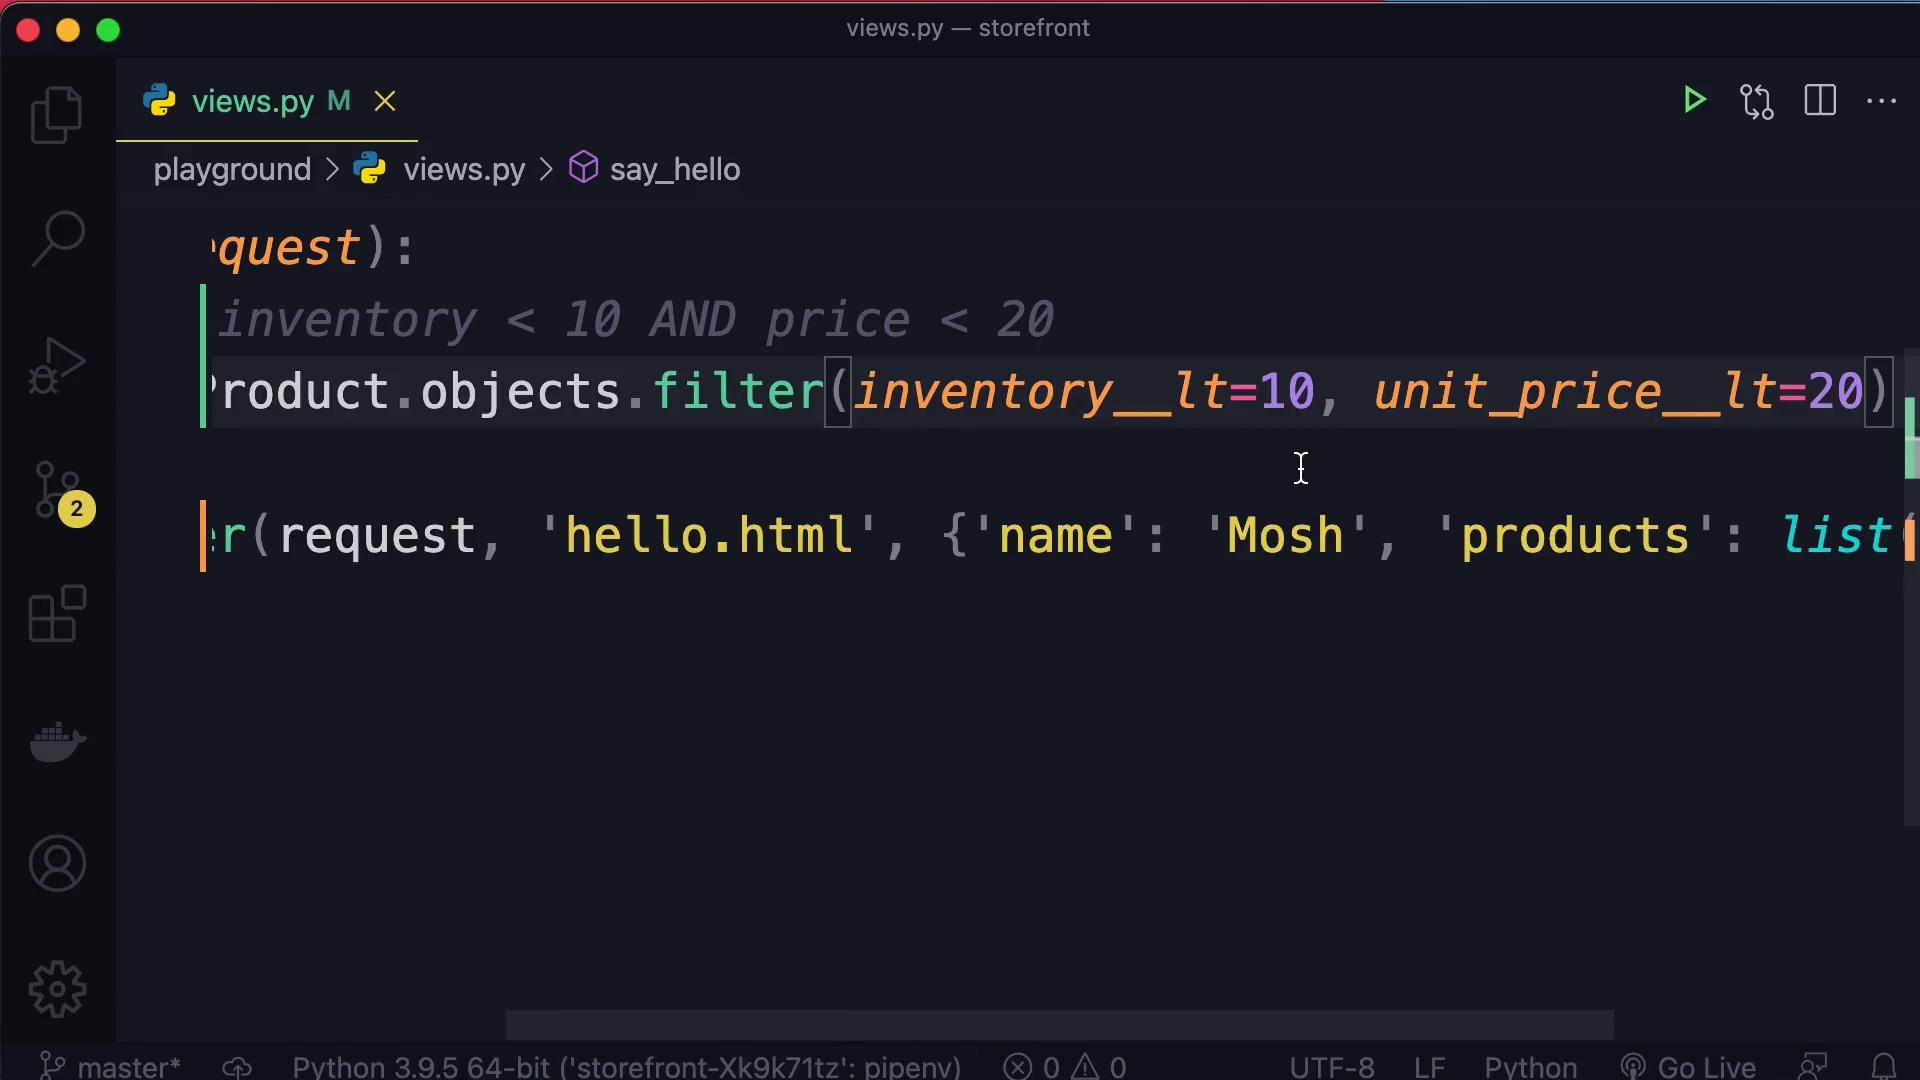 views.py — storefront
views.py M
playground > views.py > say_hello
quest):
inventory < 10 AND price < 20
Product.objects.filter(inventory__lt=10, unit_price__lt=20)
er(request, 'hello.html', {'name': 'Mosh', 'products': list(
2
master* Python 3.9.5 64-bit ('storefront-Xk9k71tz': pipenv) 0 0 UTF-8 LF Python Go Live